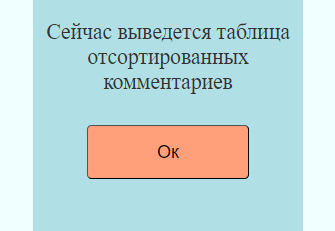 Сейчас выведется таблица
отсортированных
комментариев
Ок